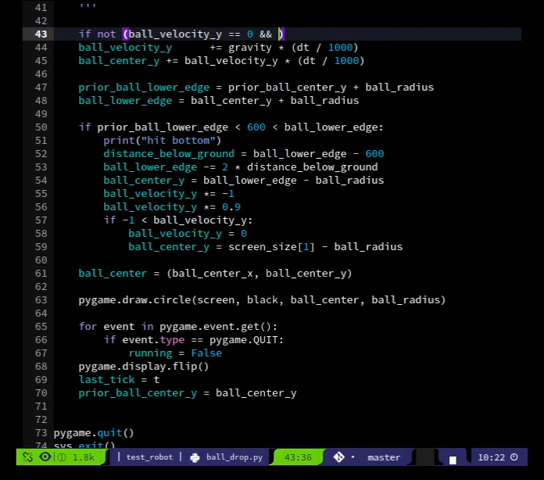 41 '''
42
43 if not (ball_velocity_y == 0 && )
44 ball_velocity_y += gravity * (dt / 1000)
45 ball_center_y += ball_velocity_y * (dt / 1000)
46
47 prior_ball_lower_edge = prior_ball_center_y + ball_radius
48 ball_lower_edge = ball_center_y + ball_radius
49
50 if prior_ball_lower_edge < 600 < ball_lower_edge:
51 print("hit bottom")
52 distance_below_ground = ball_lower_edge - 600
53 ball_lower_edge -= 2 * distance_below_ground
54 ball_center_y = ball_lower_edge - ball_radius
55 ball_velocity_y *= -1
56 ball_velocity_y *= 0.9
57 if -1 < ball_velocity_y:
58 ball_velocity_y = 0
59 ball_center_y = screen_size[1] - ball_radius
60
61 ball_center = (ball_center_x, ball_center_y)
62
63 pygame.draw.circle(screen, black, ball_center, ball_radius)
64
65 for event in pygame.event.get():
66 if event.type == pygame.QUIT:
67 running = False
68 pygame.display.flip()
69 last_tick = t
70 prior_ball_center_y = ball_center_y
71
72
73 pygame.quit()
74 sys.exit()
1.8k | test_robot | ball_drop.py 43:36 master 10:22